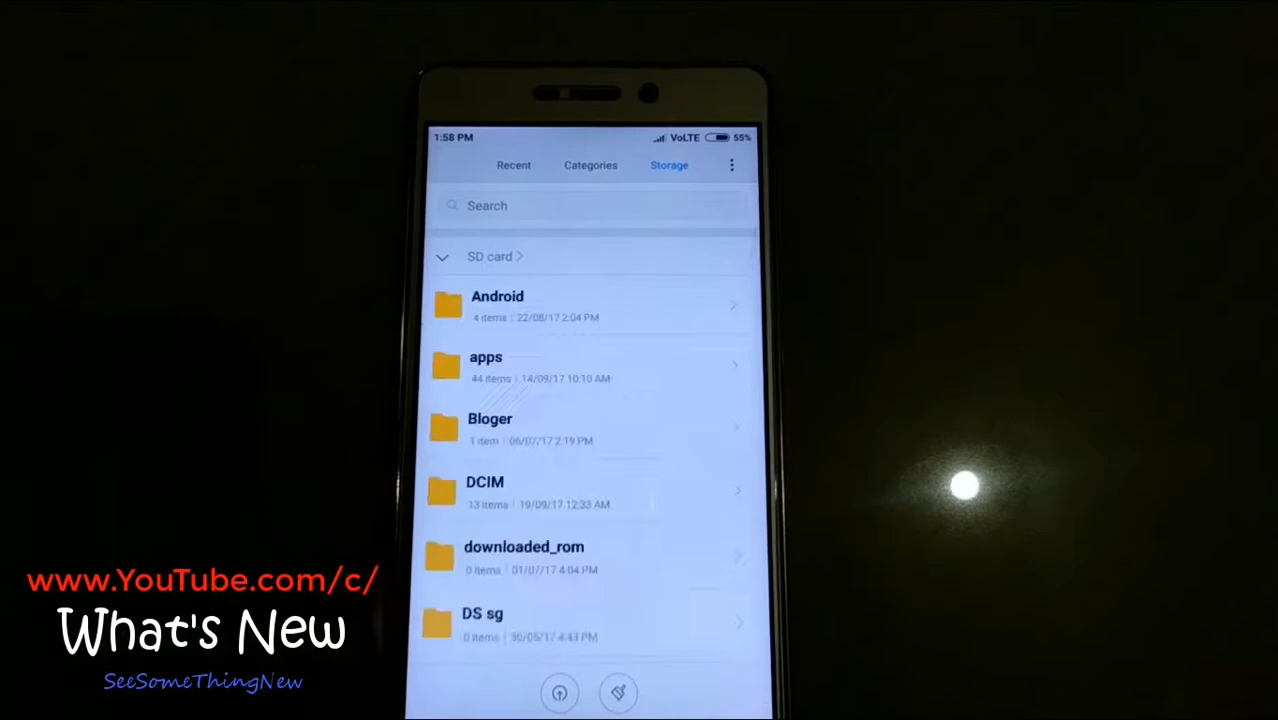 1:58 PM VoLTE 55%
Recent Categories Storage
Search
SD card
Android
4 items | 22/08/17 2:04 PM
apps
44 items | 14/09/17 10:10 AM
Bloger
1 item | 06/07/17 2:19 PM
DCIM
13 items | 19/09/17 12:33 AM
downloaded_rom
0 items | 01/07/17 4:04 PM
DS sg
0 items | 30/05/17 4:43 PM
www.YouTube.com/c/
What's New
SeeSomeThingNew